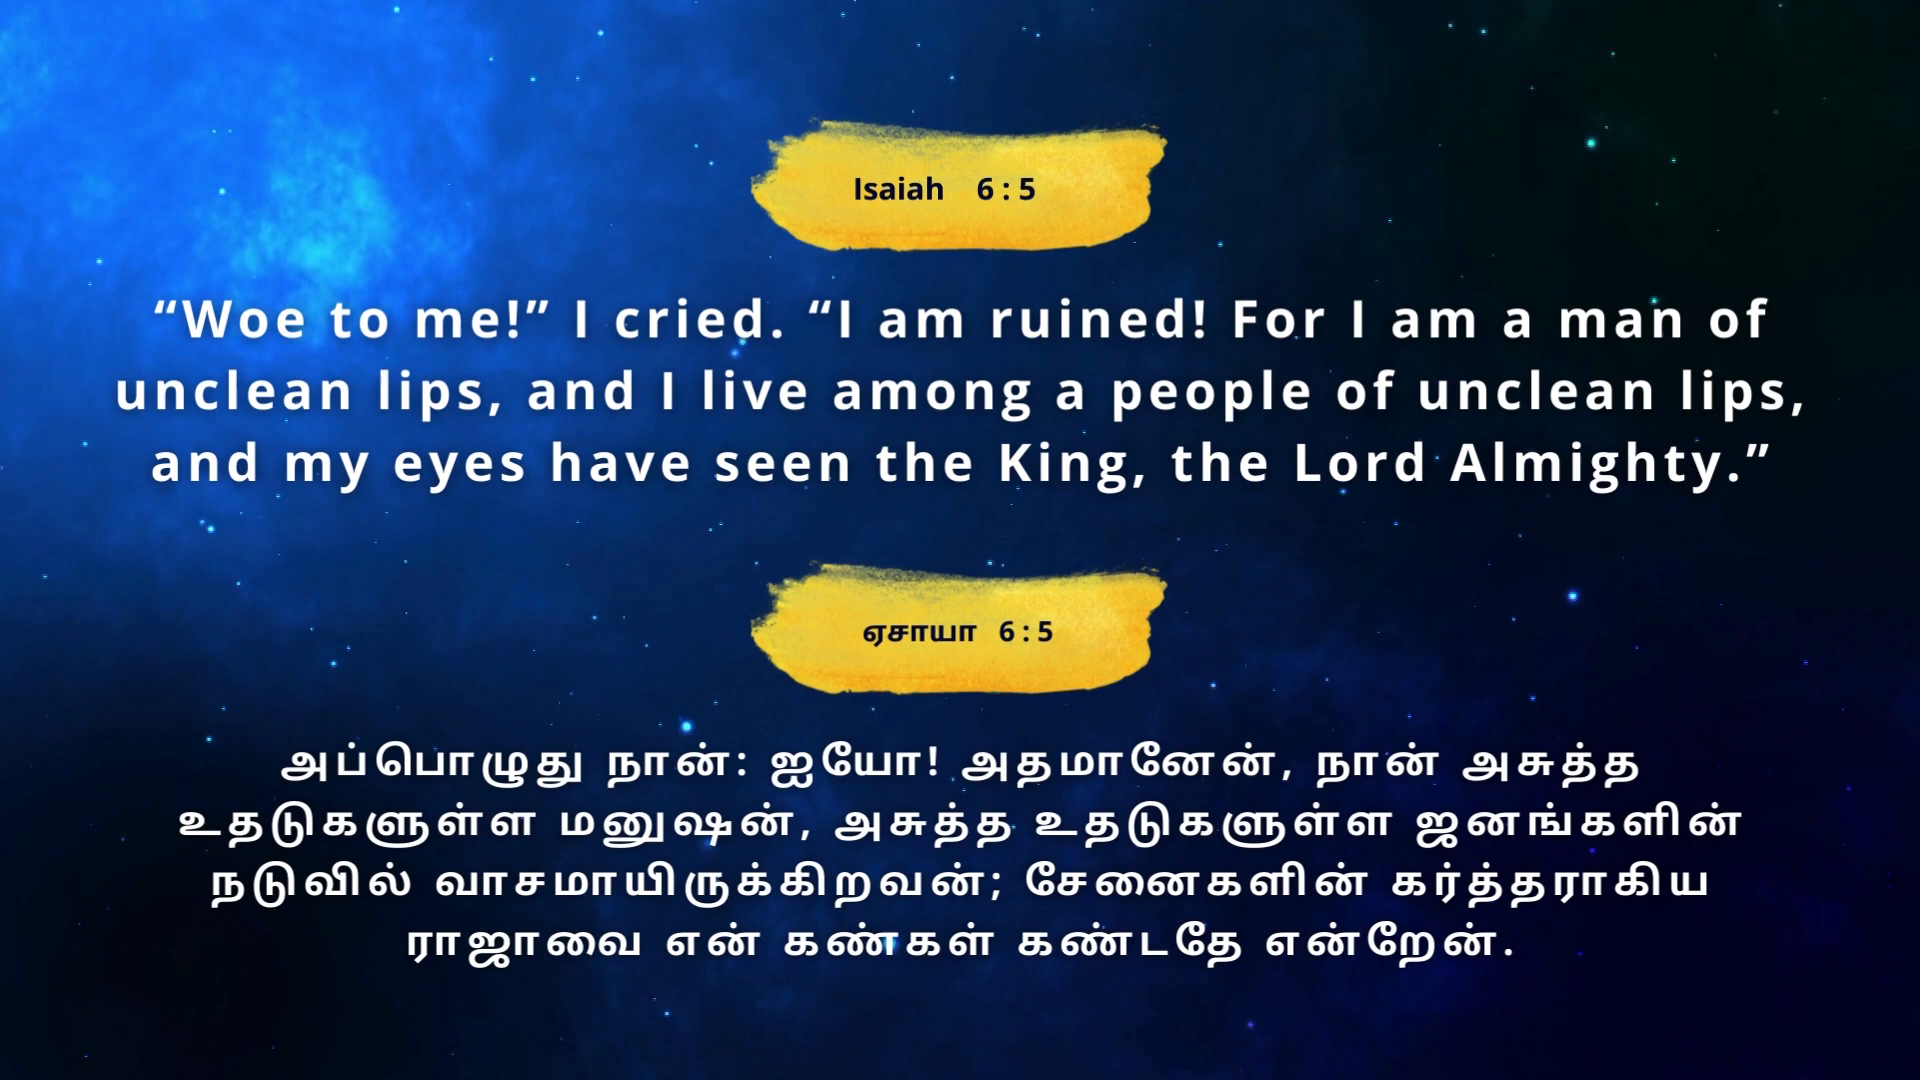 Isaiah 6:5
“Woe to me!” I cried. “I am ruined! For I am a man of
unclean lips, and I live among a people of unclean lips,
and my eyes have seen the King, the Lord Almighty.”
ஏசாயா 6:5
அப்பொழுது நான்: ஐயோ! அதமானேன், நான் அசுத்த
உதடுகளுள்ள மனுஷன், அசுத்த உதடுகளுள்ள ஜனங்களின்
நடுவில் வாசமாயிருக்கிறவன்; சேனைகளின் கர்த்தராகிய
ராஜாவை என் கண்கள் கண்டதே என்றேன்.